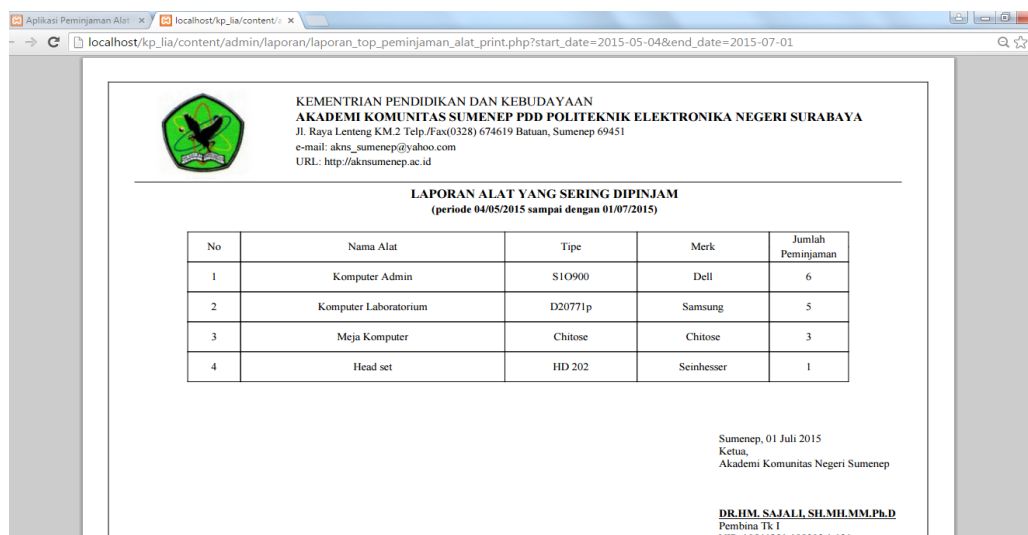 Aplikasi Peminjaman Alat
localhost/kp_lia/content/a
localhost/kp_lia/content/admin/laporan/laporan_top_peminjaman_alat_print.php?start_date=2015-05-04&end_date=2015-07-01
KEMENTRIAN PENDIDIKAN DAN KEBUDAYAAN
AKADEMI KOMUNITAS SUMENEP PDD POLITEKNIK ELEKTRONIKA NEGERI SURABAYA
Jl. Raya Lenteng KM.2 Telp./Fax(0328) 674619 Batuan, Sumenep 69451
e-mail: akns_sumenep@yahoo.com
URL: http://aknsumenep.ac.id
LAPORAN ALAT YANG SERING DIPINJAM
(periode 04/05/2015 sampai dengan 01/07/2015)
No Nama Alat Tipe Merk Jumlah Peminjaman
1 Komputer Admin S1O900 Dell 6
2 Komputer Laboratorium D20771p Samsung 5
3 Meja Komputer Chitose Chitose 3
4 Head set HD 202 Seinhesser 1
Sumenep, 01 Juli 2015
Ketua,
Akademi Komunitas Negeri Sumenep
DR.HM. SAJALI, SH.MH.MM.Ph.D
Pembina Tk I